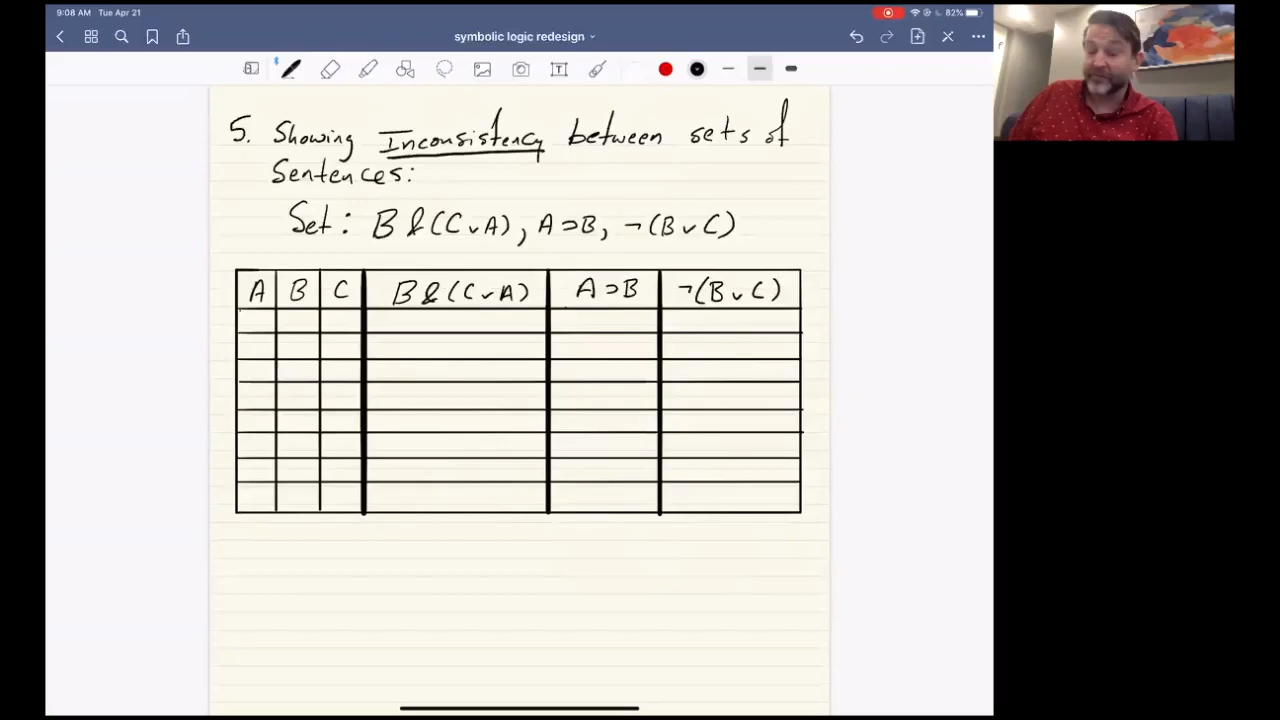 9:08 AM Tue Apr 21
82%
symbolic logic redesign
5. Showing Inconsistency between sets of
Sentences:
Set: B & (C ∨ A), A ⊃ B, ¬(B ∨ C)
A B C B & (C ∨ A) A ⊃ B ¬(B ∨ C)